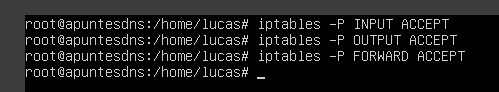 root@apuntesdns:/home/lucas# iptables -P INPUT ACCEPT
root@apuntesdns:/home/lucas# iptables -P OUTPUT ACCEPT
root@apuntesdns:/home/lucas# iptables -P FORWARD ACCEPT
root@apuntesdns:/home/lucas# _